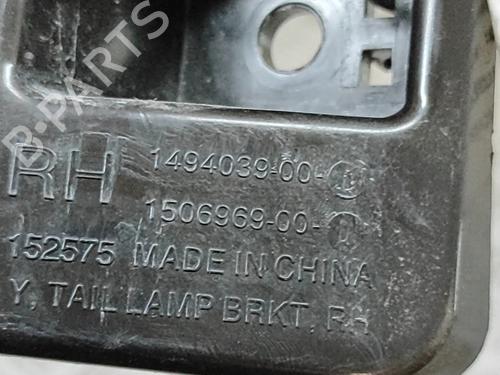 B-PARTS
RH 1494039-00-
1506969-00-
152575 MADE IN CHINA
Y, TAIL LAMP BRKT, RH